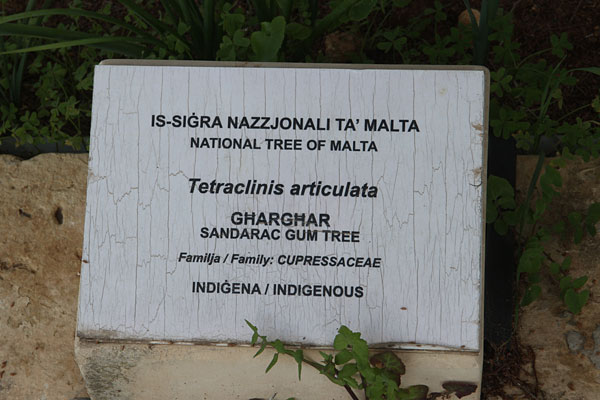 IS-SIĠRA NAZZJONALI TA' MALTA
NATIONAL TREE OF MALTA
Tetraclinis articulata
GHARGHAR
SANDARAC GUM TREE
Familja / Family: CUPRESSACEAE
INDIĠENA / INDIGENOUS